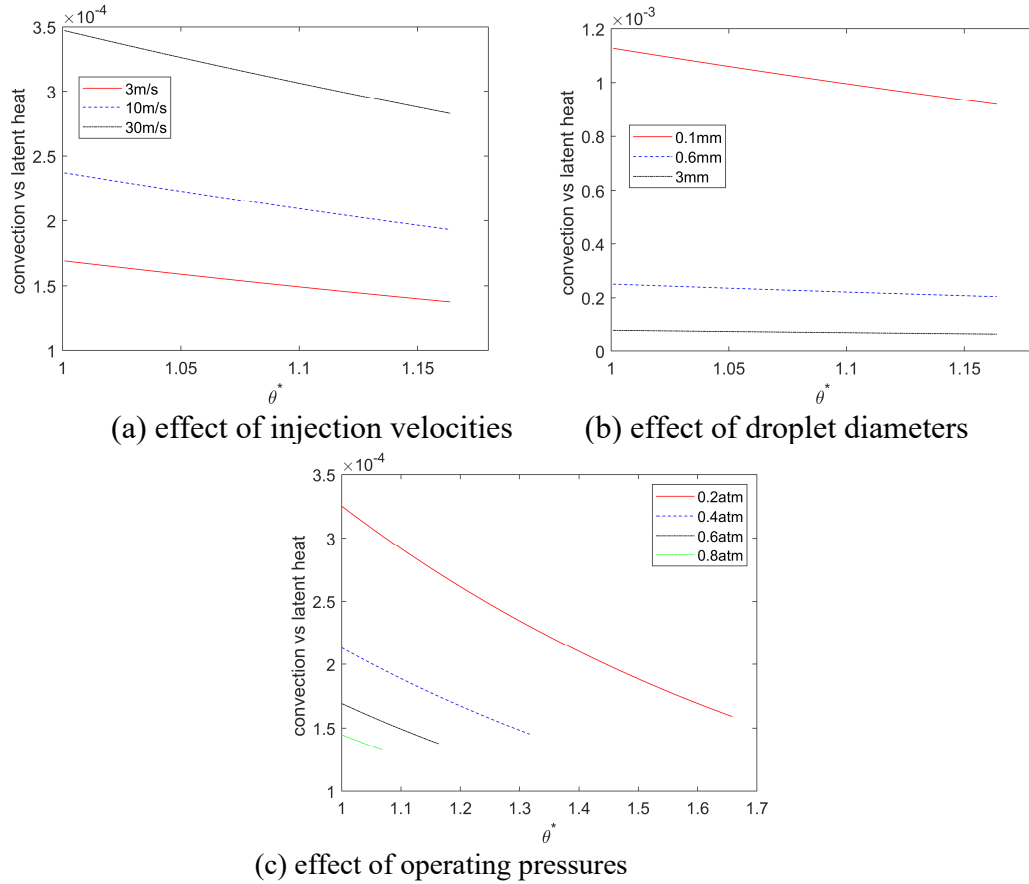 ×10⁻⁴
3.5
3
2.5
2
1.5
1
convection vs latent heat
3m/s
10m/s
30m/s
1 1.05 1.1 1.15
θ*
(a) effect of injection velocities
×10⁻³
1.2
1
0.8
0.6
0.4
0.2
0
convection vs latent heat
0.1mm
0.6mm
3mm
1 1.05 1.1 1.15
θ*
(b) effect of droplet diameters
×10⁻⁴
3.5
3
2.5
2
1.5
1
convection vs latent heat
0.2atm
0.4atm
0.6atm
0.8atm
1 1.1 1.2 1.3 1.4 1.5 1.6 1.7
θ*
(c) effect of operating pressures